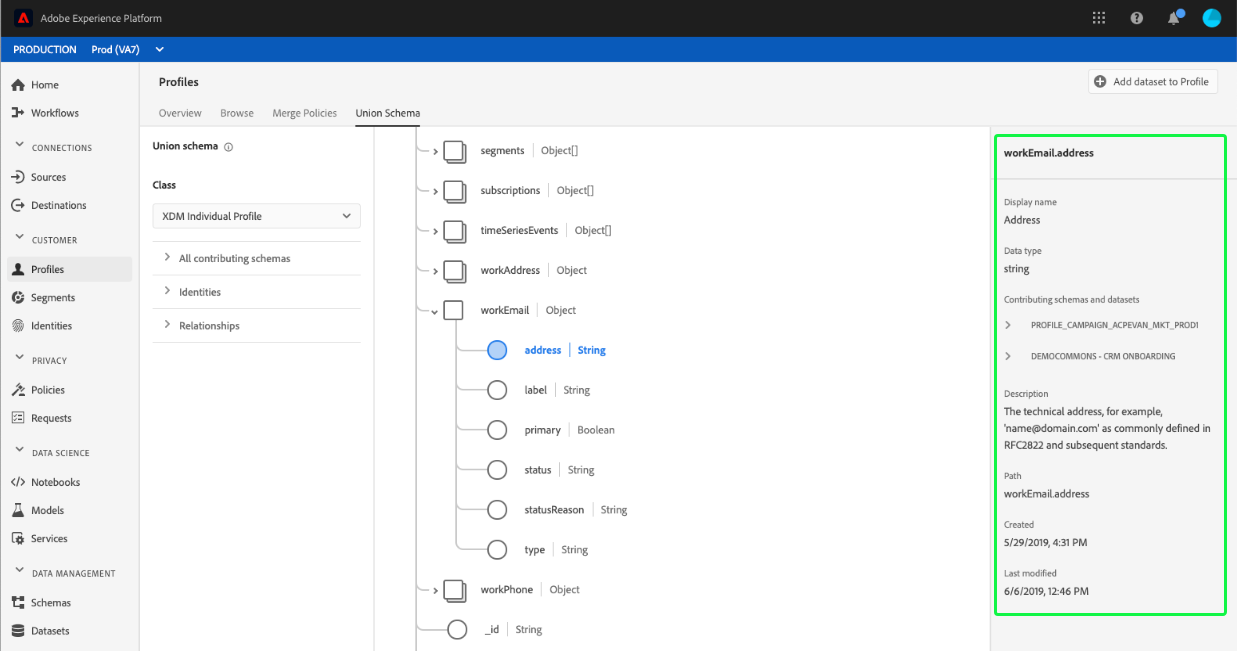 Adobe Experience Platform
PRODUCTION Prod (VA7)
Home
Workflows
CONNECTIONS
Sources
Destinations
CUSTOMER
Profiles
Segments
Identities
PRIVACY
Policies
Requests
DATA SCIENCE
Notebooks
Models
Services
DATA MANAGEMENT
Schemas
Datasets
Profiles
Add dataset to Profile
Overview Browse Merge Policies Union Schema
Union schema
Class
XDM Individual Profile
All contributing schemas
Identities
Relationships
segments Object[]
subscriptions Object[]
timeSeriesEvents Object[]
workAddress Object
workEmail Object
address String
label String
primary Boolean
status String
statusReason String
type String
workPhone Object
_id String
workEmail.address
Display name
Address
Data type
string
Contributing schemas and datasets
PROFILE_CAMPAIGN_ACPEVAN_MKT_PROD1
DEMOCOMMONS - CRM ONBOARDING
Description
The technical address, for example,
'name@domain.com' as commonly defined in
RFC2822 and subsequent standards.
Path
workEmail.address
Created
5/29/2019, 4:31 PM
Last modified
6/6/2019, 12:46 PM